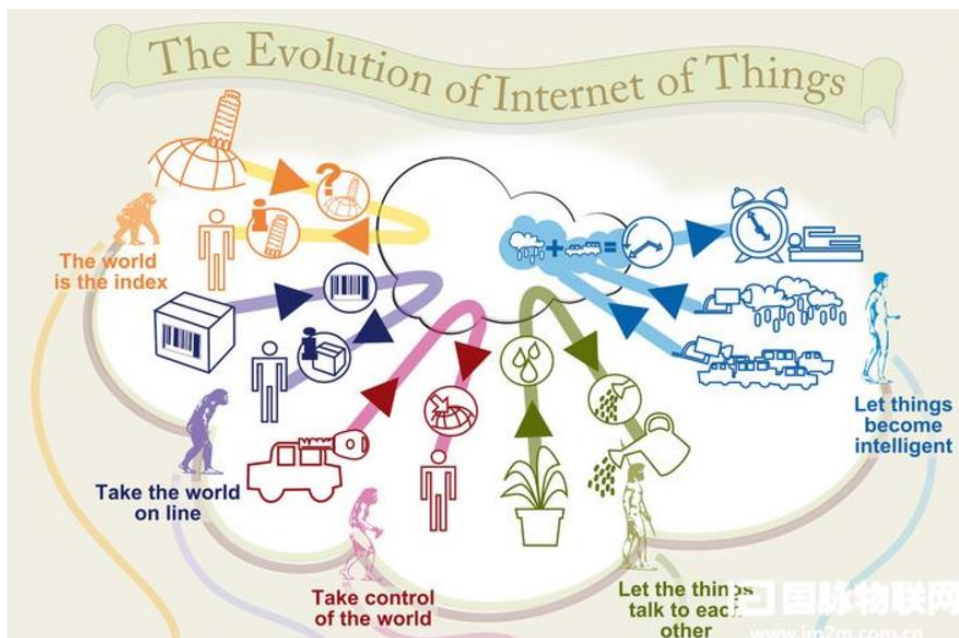 The Evolution of Internet of Things
The world
is the index
Take the world
on line
Take control
of the world
Let the things
talk to each
other
Let things
become
intelligent
国脉物联网
www.im2m.com.cn